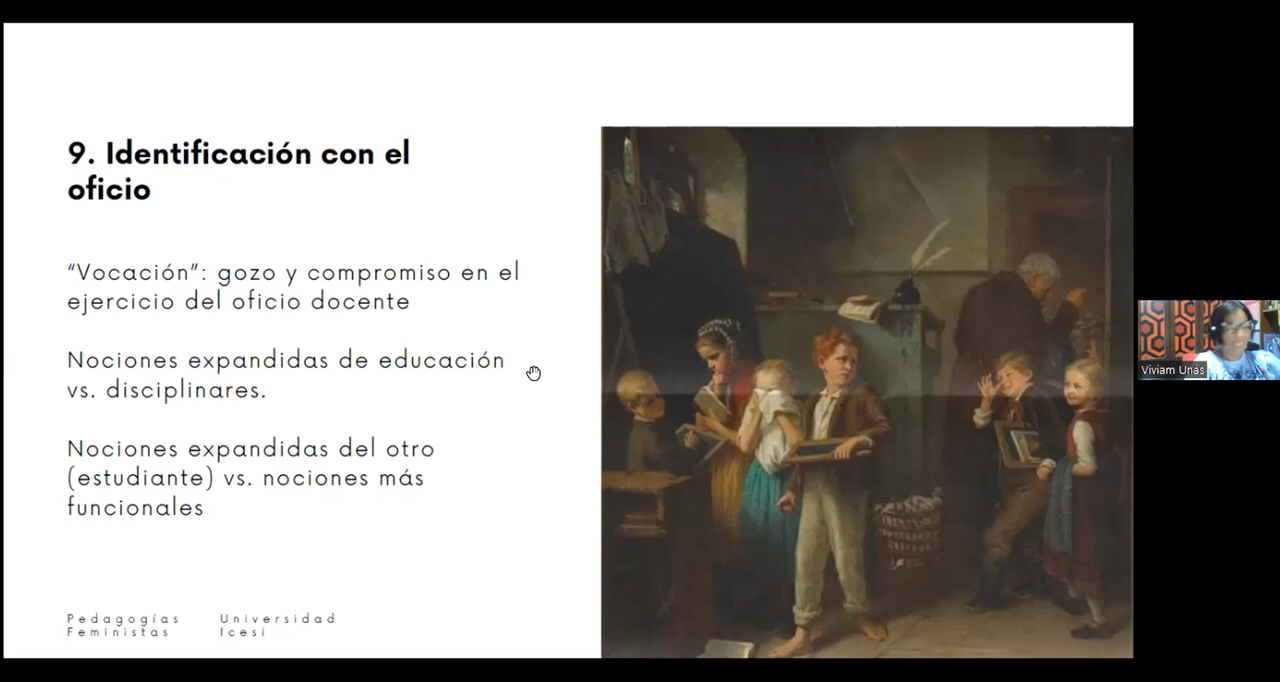 9. Identificación con el
oficio
“Vocación”: gozo y compromiso en el
ejercicio del oficio docente
Nociones expandidas de educación
vs. disciplinares.
Nociones expandidas del otro
(estudiante) vs. nociones más
funcionales
Pedagogías
Feministas
Universidad
Icesi
Viviam Unás